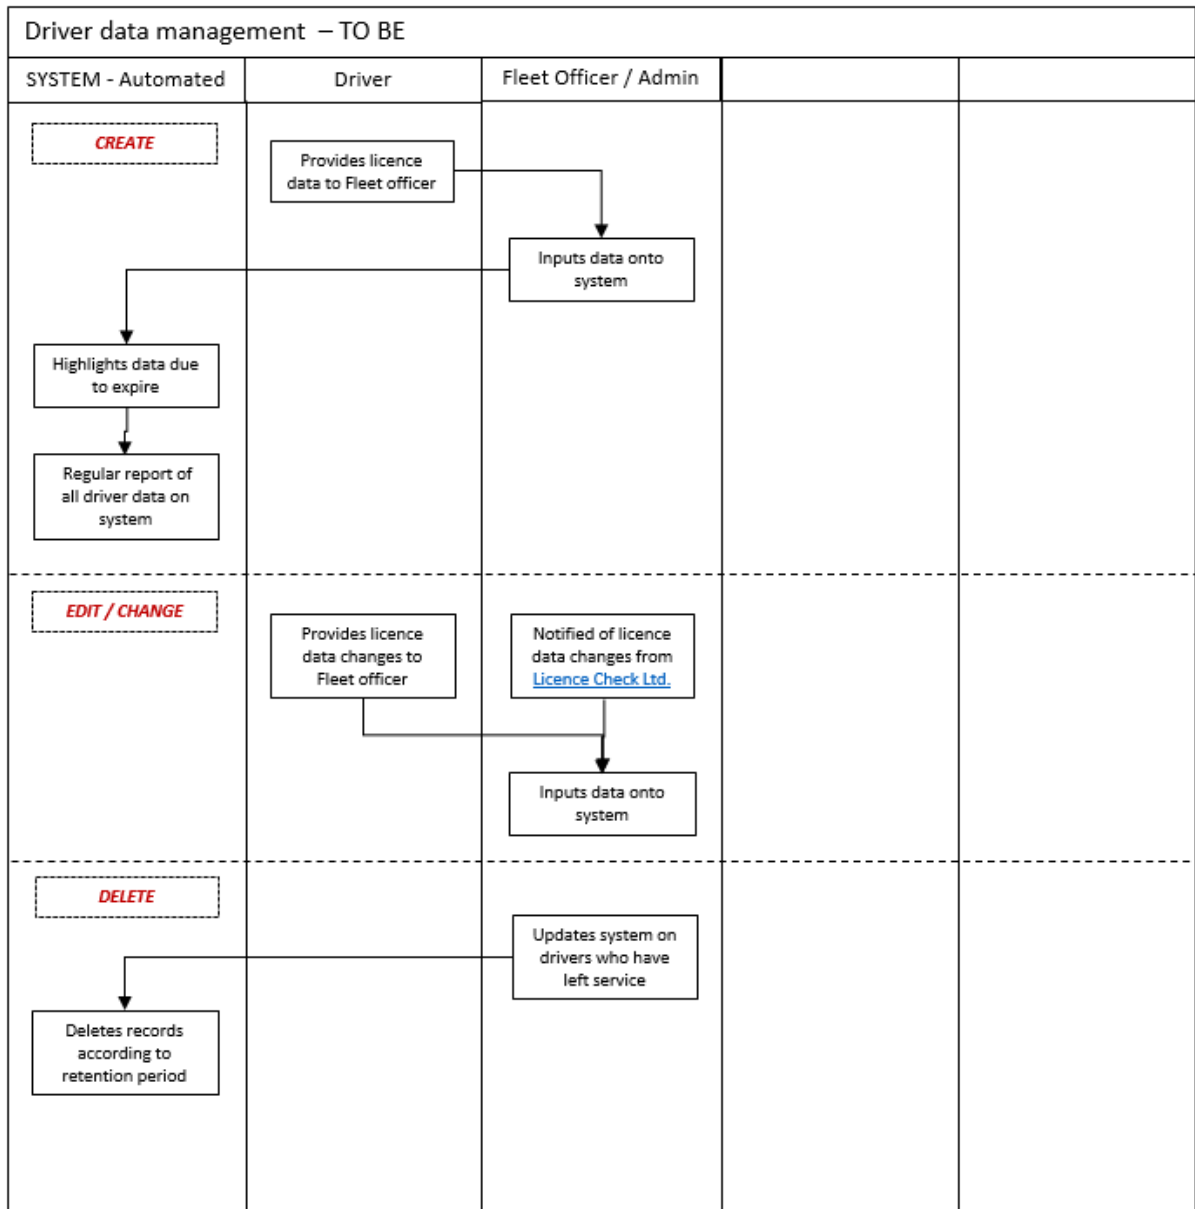 Driver data management – TO BE
SYSTEM - Automated
Driver
Fleet Officer / Admin
CREATE
Provides licence
data to Fleet officer
Inputs data onto
system
Highlights data due
to expire
Regular report of
all driver data on
system
EDIT / CHANGE
Provides licence
data changes to
Fleet officer
Notified of licence
data changes from
Licence Check Ltd.
Inputs data onto
system
DELETE
Updates system on
drivers who have
left service
Deletes records
according to
retention period